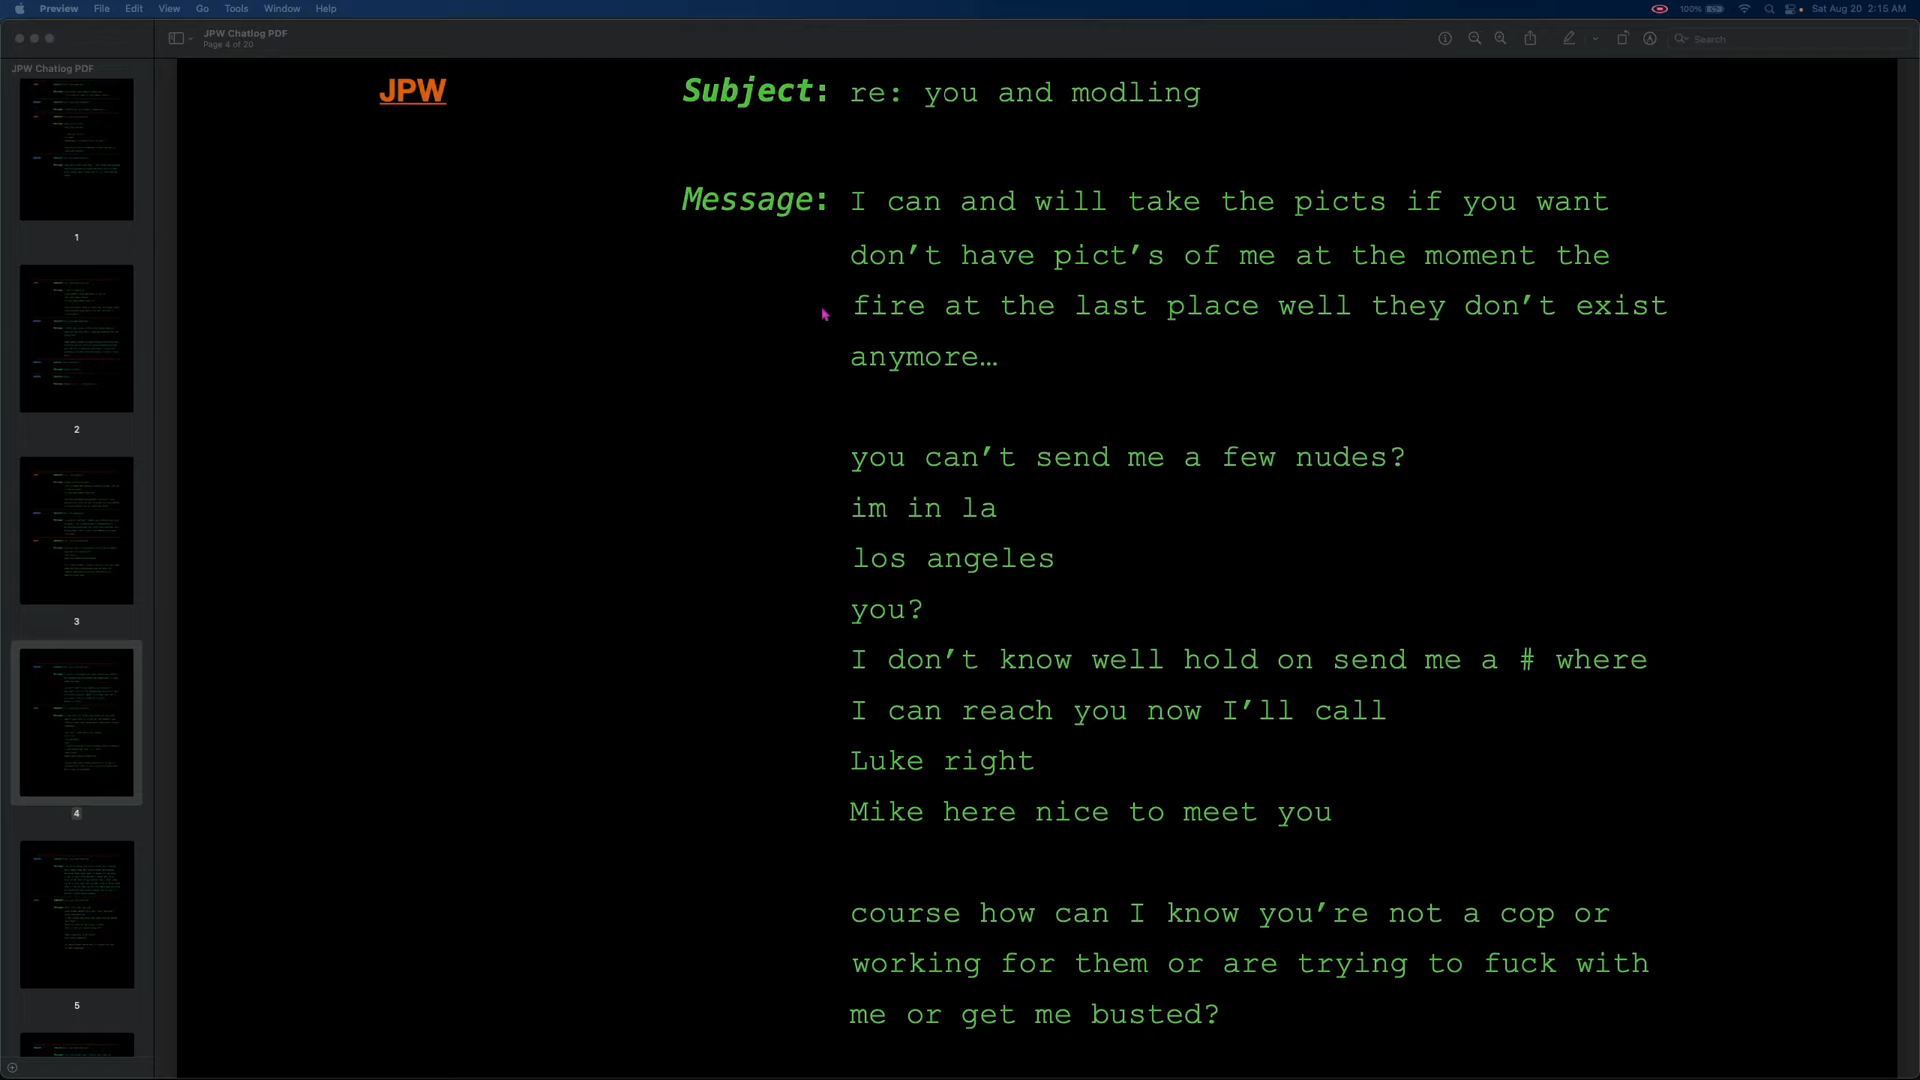 Preview File Edit View Go Tools Window Help 100% Sat Aug 20 2:15 AM
JPW Chatlog PDF
Page 4 of 20
Search
JPW Chatlog PDF
1
2
3
4
5
JPW
Subject: re: you and modling
Message: I can and will take the picts if you want
don’t have pict’s of me at the moment the
fire at the last place well they don’t exist
anymore…
you can’t send me a few nudes?
im in la
los angeles
you?
I don’t know well hold on send me a # where
I can reach you now I’ll call
Luke right
Mike here nice to meet you
course how can I know you’re not a cop or
working for them or are trying to fuck with
me or get me busted?